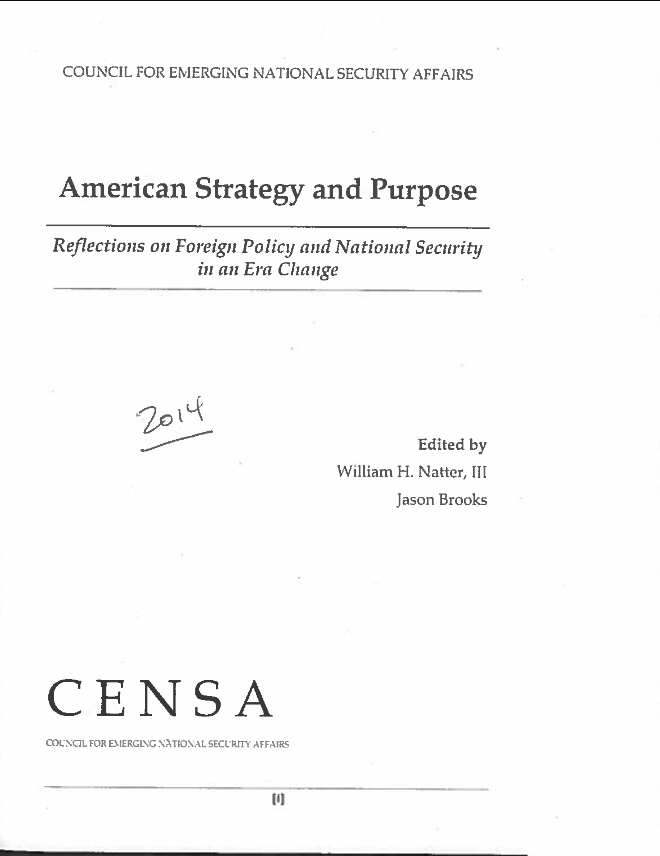 COUNCIL FOR EMERGING NATIONAL SECURITY AFFAIRS
American Strategy and Purpose
Reflections on Foreign Policy and National Security
in an Era Change
2014
Edited by
William H. Natter, III
Jason Brooks
CENSA
COUNCIL FOR EMERGING NATIONAL SECURITY AFFAIRS
[i]